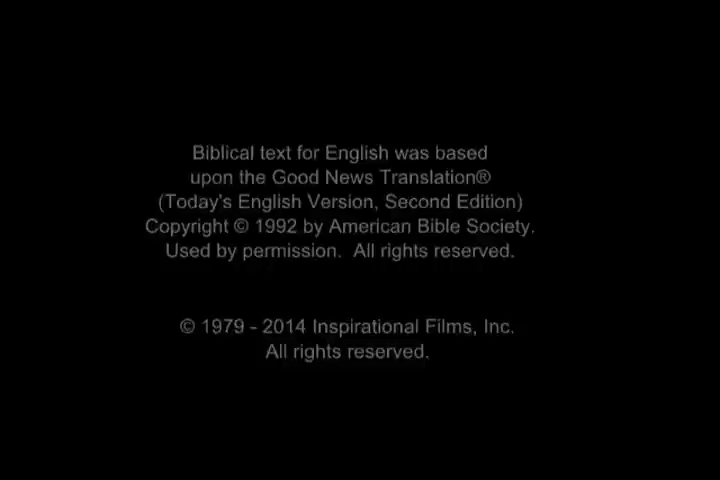 Biblical text for English was based
upon the Good News Translation®
(Today's English Version, Second Edition)
Copyright © 1992 by American Bible Society.
Used by permission.  All rights reserved.
© 1979 - 2014 Inspirational Films, Inc.
All rights reserved.